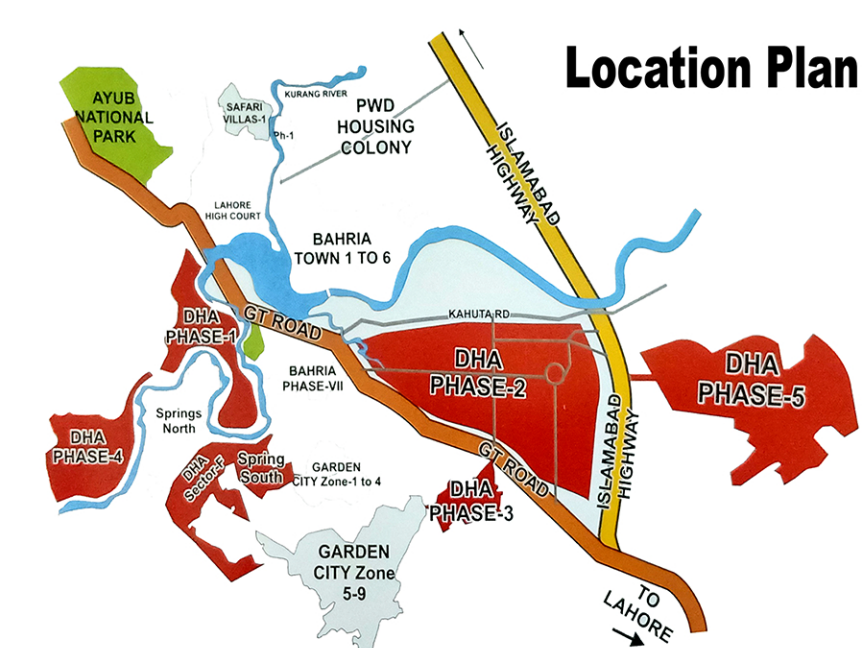 Location Plan
AYUB
NATIONAL
PARK
SAFARI
VILLAS-1
KURANG RIVER
Ph-1
PWD
HOUSING
COLONY
ISLAMABAD
HIGHWAY
LAHORE
HIGH COURT
BAHRIA
TOWN 1 TO 6
DHA
PHASE-1
GT ROAD
KAHUTA RD
BAHRIA
PHASE-VII
DHA
PHASE-2
DHA
PHASE-5
Springs
North
DHA
PHASE-4
DHA
Sector-F
Spring
South
GARDEN
CITY Zone-1 to 4
GT ROAD
DHA
PHASE-3
ISLAMABAD
HIGHWAY
GARDEN
CITY Zone
5-9
TO
LAHORE